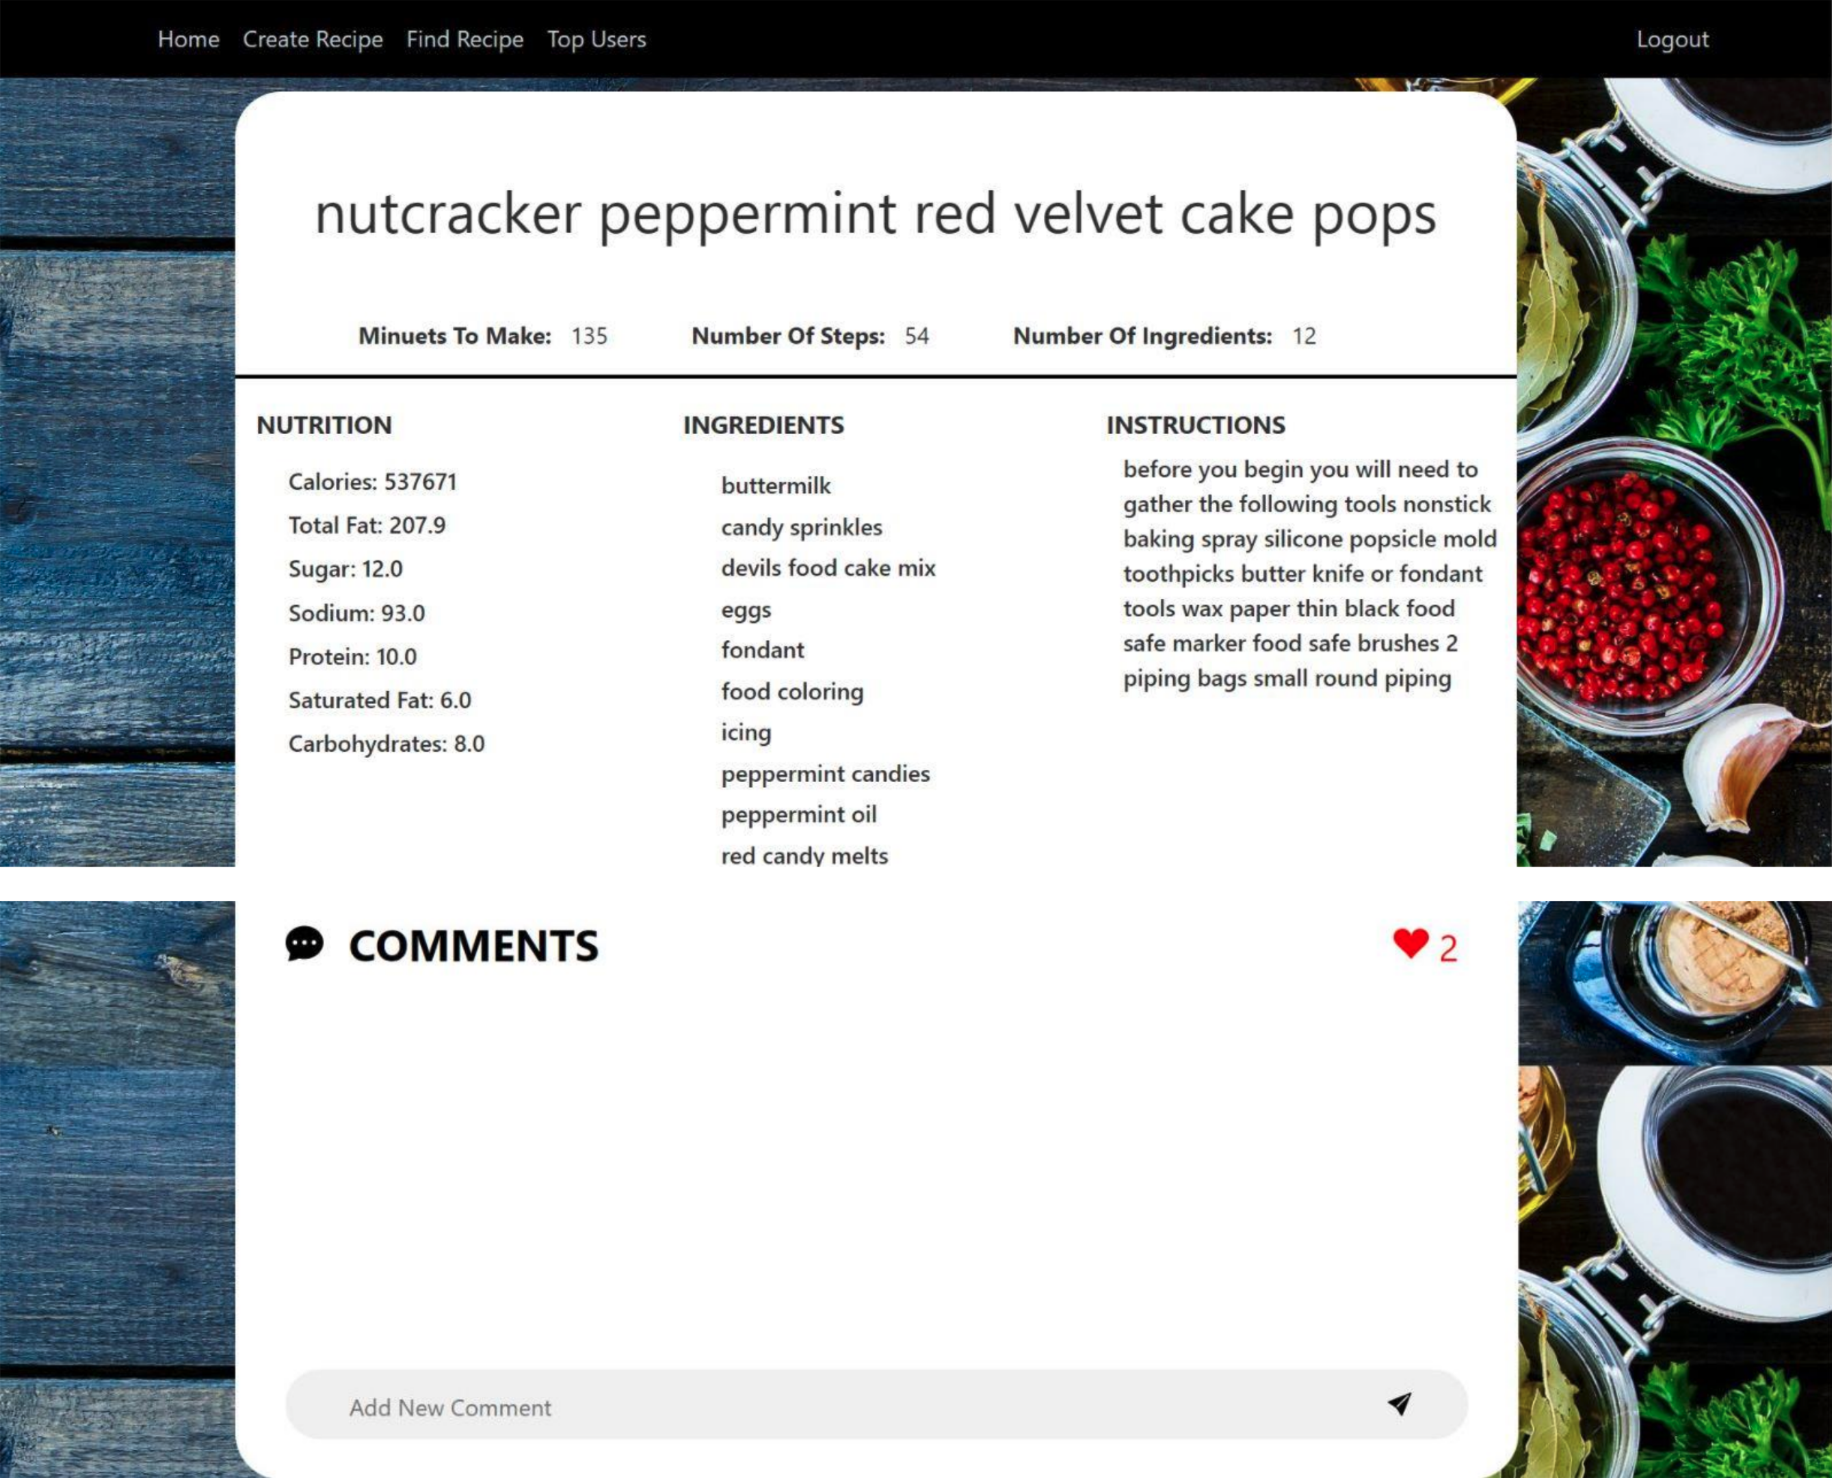 Home Create Recipe Find Recipe Top Users Logout
nutcracker peppermint red velvet cake pops
Minuets To Make: 135 Number Of Steps: 54 Number Of Ingredients: 12
NUTRITION
Calories: 537671
Total Fat: 207.9
Sugar: 12.0
Sodium: 93.0
Protein: 10.0
Saturated Fat: 6.0
Carbohydrates: 8.0
INGREDIENTS
buttermilk
candy sprinkles
devils food cake mix
eggs
fondant
food coloring
icing
peppermint candies
peppermint oil
red candy melts
INSTRUCTIONS
before you begin you will need to
gather the following tools nonstick
baking spray silicone popsicle mold
toothpicks butter knife or fondant
tools wax paper thin black food
safe marker food safe brushes 2
piping bags small round piping
COMMENTS 2
Add New Comment